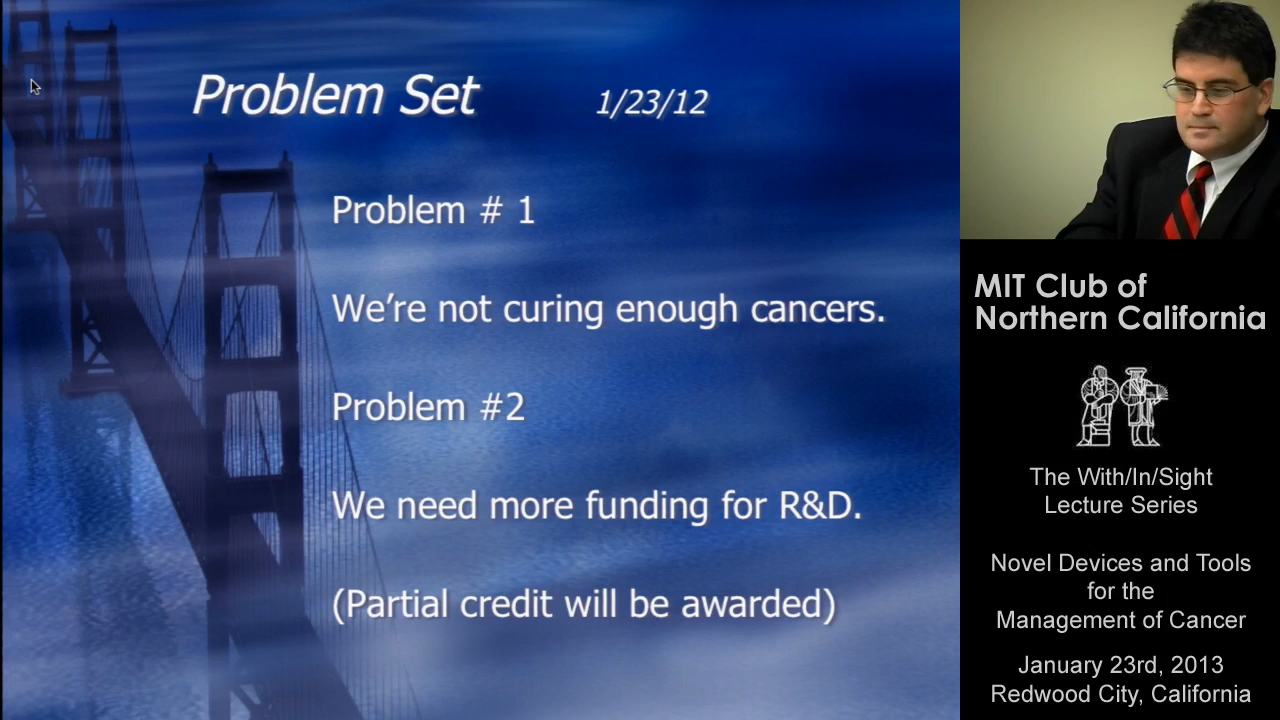 Problem Set 1/23/12
Problem # 1
We’re not curing enough cancers.
Problem #2
We need more funding for R&D.
(Partial credit will be awarded)
MIT Club of
Northern California
The With/In/Sight
Lecture Series
Novel Devices and Tools
for the
Management of Cancer
January 23rd, 2013
Redwood City, California